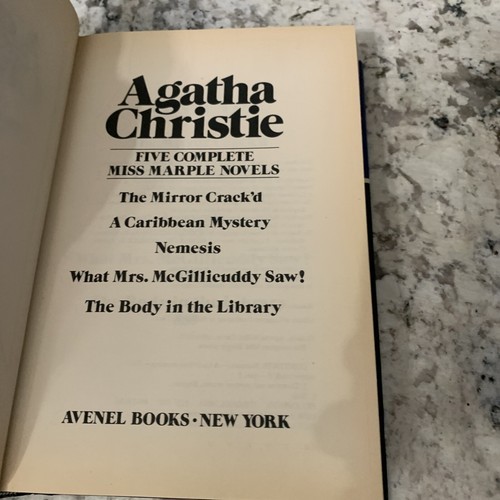 Agatha
Christie
FIVE COMPLETE
MISS MARPLE NOVELS
The Mirror Crack'd
A Caribbean Mystery
Nemesis
What Mrs. McGillicuddy Saw!
The Body in the Library
AVENEL BOOKS • NEW YORK